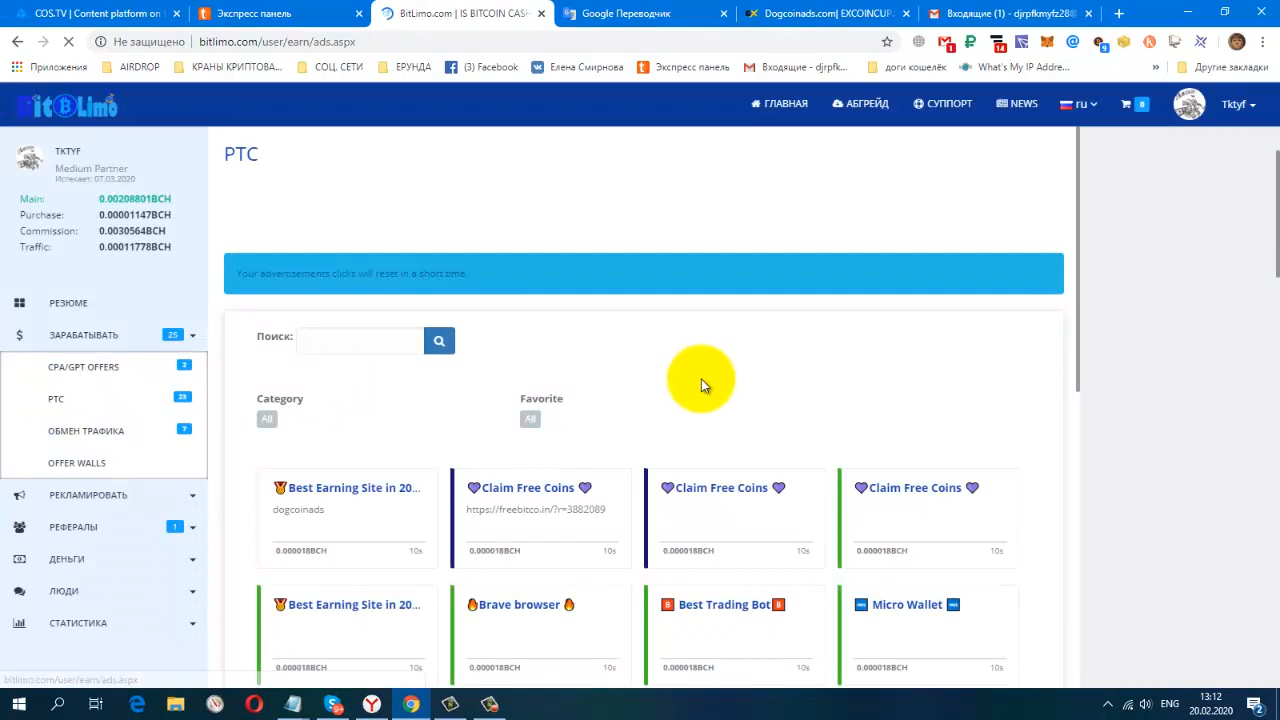 COS.TV | Content platform on
Экспресс панель
BitLimo.com | IS BITCOIN CASH
Google Переводчик
Dogcoinads.com| EXCOINCUP.
Входящие (1) - djrpfkmyfz28@
Не защищено | bitlimo.com/user/earn/ads.aspx
1
14
9
Приложения
AIRDROP
КРАНЫ КРИПТОВА...
СОЦ. СЕТИ
ЕРУНДА
(3) Facebook
Елена Смирнова
Экспресс панель
Входящие - djrpfk...
доги кошелёк
What's My IP Addre...
»
Другие закладки
BitLimo
ГЛАВНАЯ
АБГРЕЙД
СУППОРТ
NEWS
ru
0
Tktyf
TKTYF
Medium Partner
Истекает: 07.03.2020
Main: 0.00208801BCH
Purchase: 0.00001147BCH
Commission: 0.0030564BCH
Traffic: 0.00011778BCH
РЕЗЮМЕ
ЗАРАБАТЫВАТЬ 25
CPA/GPT OFFERS 2
PTC 23
ОБМЕН ТРАФИКА 7
OFFER WALLS
РЕКЛАМИРОВАТЬ
РЕФЕРАЛЫ 1
ДЕНЬГИ
ЛЮДИ
СТАТИСТИКА
PTC
Your advertisements clicks will reset in a short time.
Поиск:
Category
Favorite
All
All
Best Earning Site in 20...
dogcoinads
0.000018BCH 10s
Claim Free Coins
https://freebitco.in/?r=3882089
0.000018BCH 10s
Claim Free Coins
0.000018BCH 10s
Claim Free Coins
0.000018BCH 10s
Best Earning Site in 20...
0.000018BCH 10s
Brave browser
0.000018BCH 10s
B Best Trading Bot B
0.000018BCH 10s
Micro Wallet
0.000018BCH 10s
bitlimo.com/user/earn/ads.aspx
ENG
13:12
20.02.2020
2